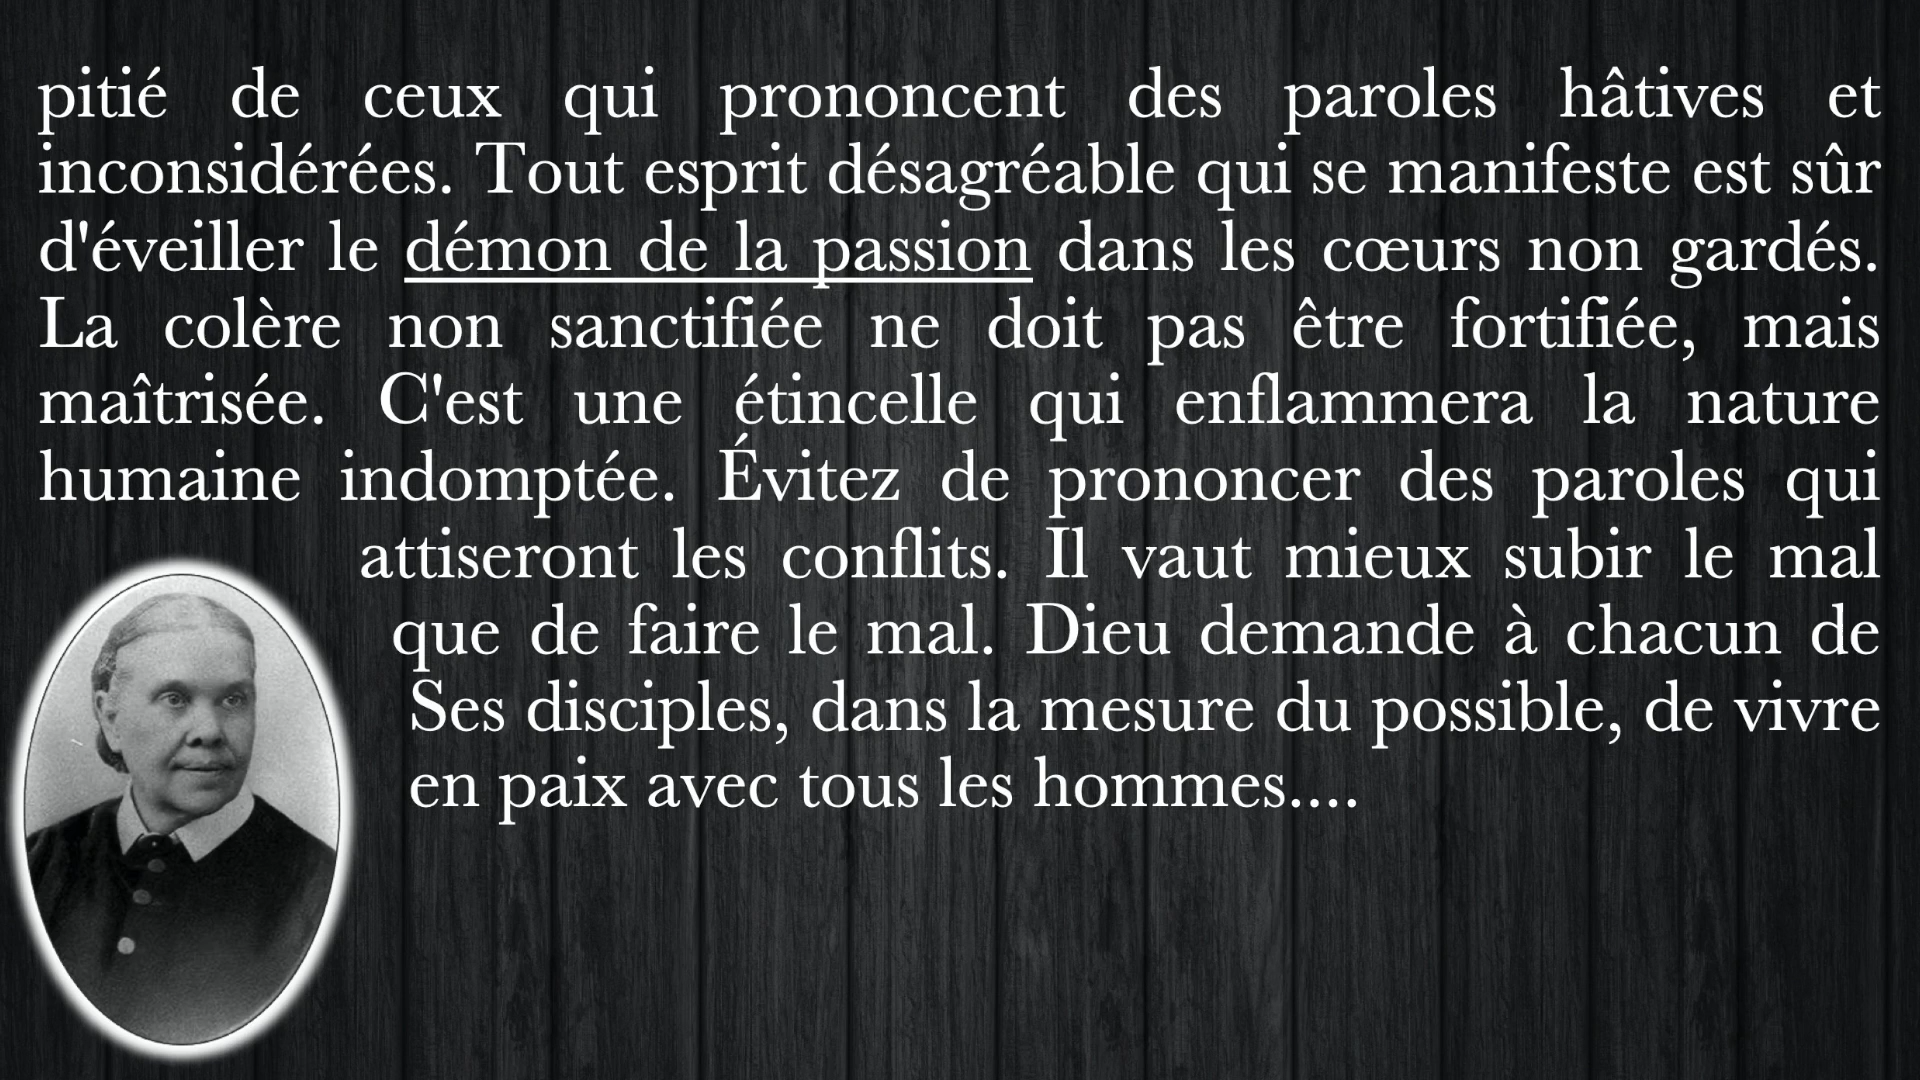 pitié de ceux qui prononcent des paroles hâtives et
inconsidérées. Tout esprit désagréable qui se manifeste est sûr
d'éveiller le démon de la passion dans les cœurs non gardés.
La colère non sanctifiée ne doit pas être fortifiée, mais
maîtrisée. C'est une étincelle qui enflammera la nature
humaine indomptée. Évitez de prononcer des paroles qui
attiseront les conflits. Il vaut mieux subir le mal
que de faire le mal. Dieu demande à chacun de
Ses disciples, dans la mesure du possible, de vivre
en paix avec tous les hommes....